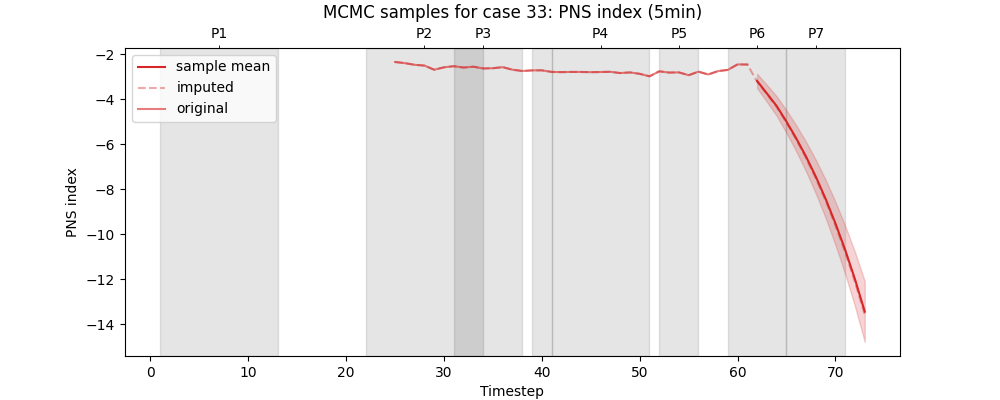 MCMC samples for case 33: PNS index (5min)
P1 P2 P3 P4 P5 P6 P7
sample mean
imputed
original
−2
−4
−6
−8
−10
−12
−14
PNS index
0 10 20 30 40 50 60 70
Timestep